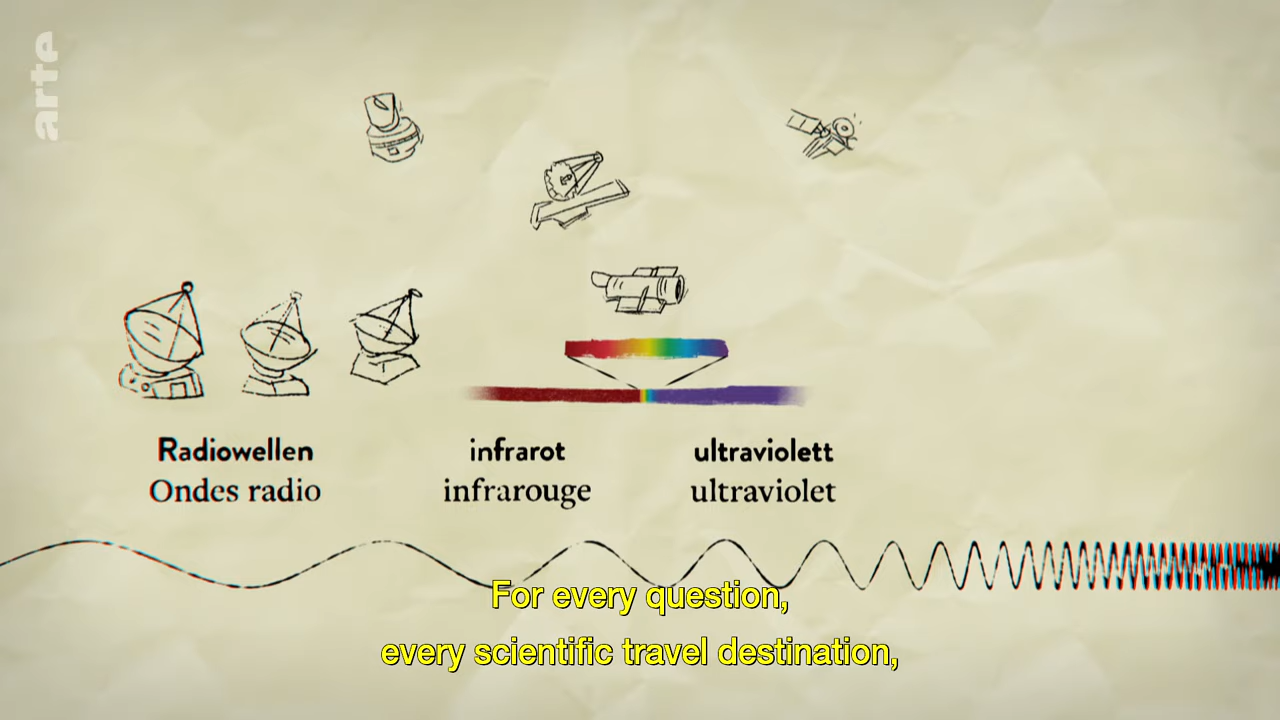 arte
Radiowellen
Ondes radio
infrarot
infrarouge
ultraviolett
ultraviolet
For every question,
every scientific travel destination,